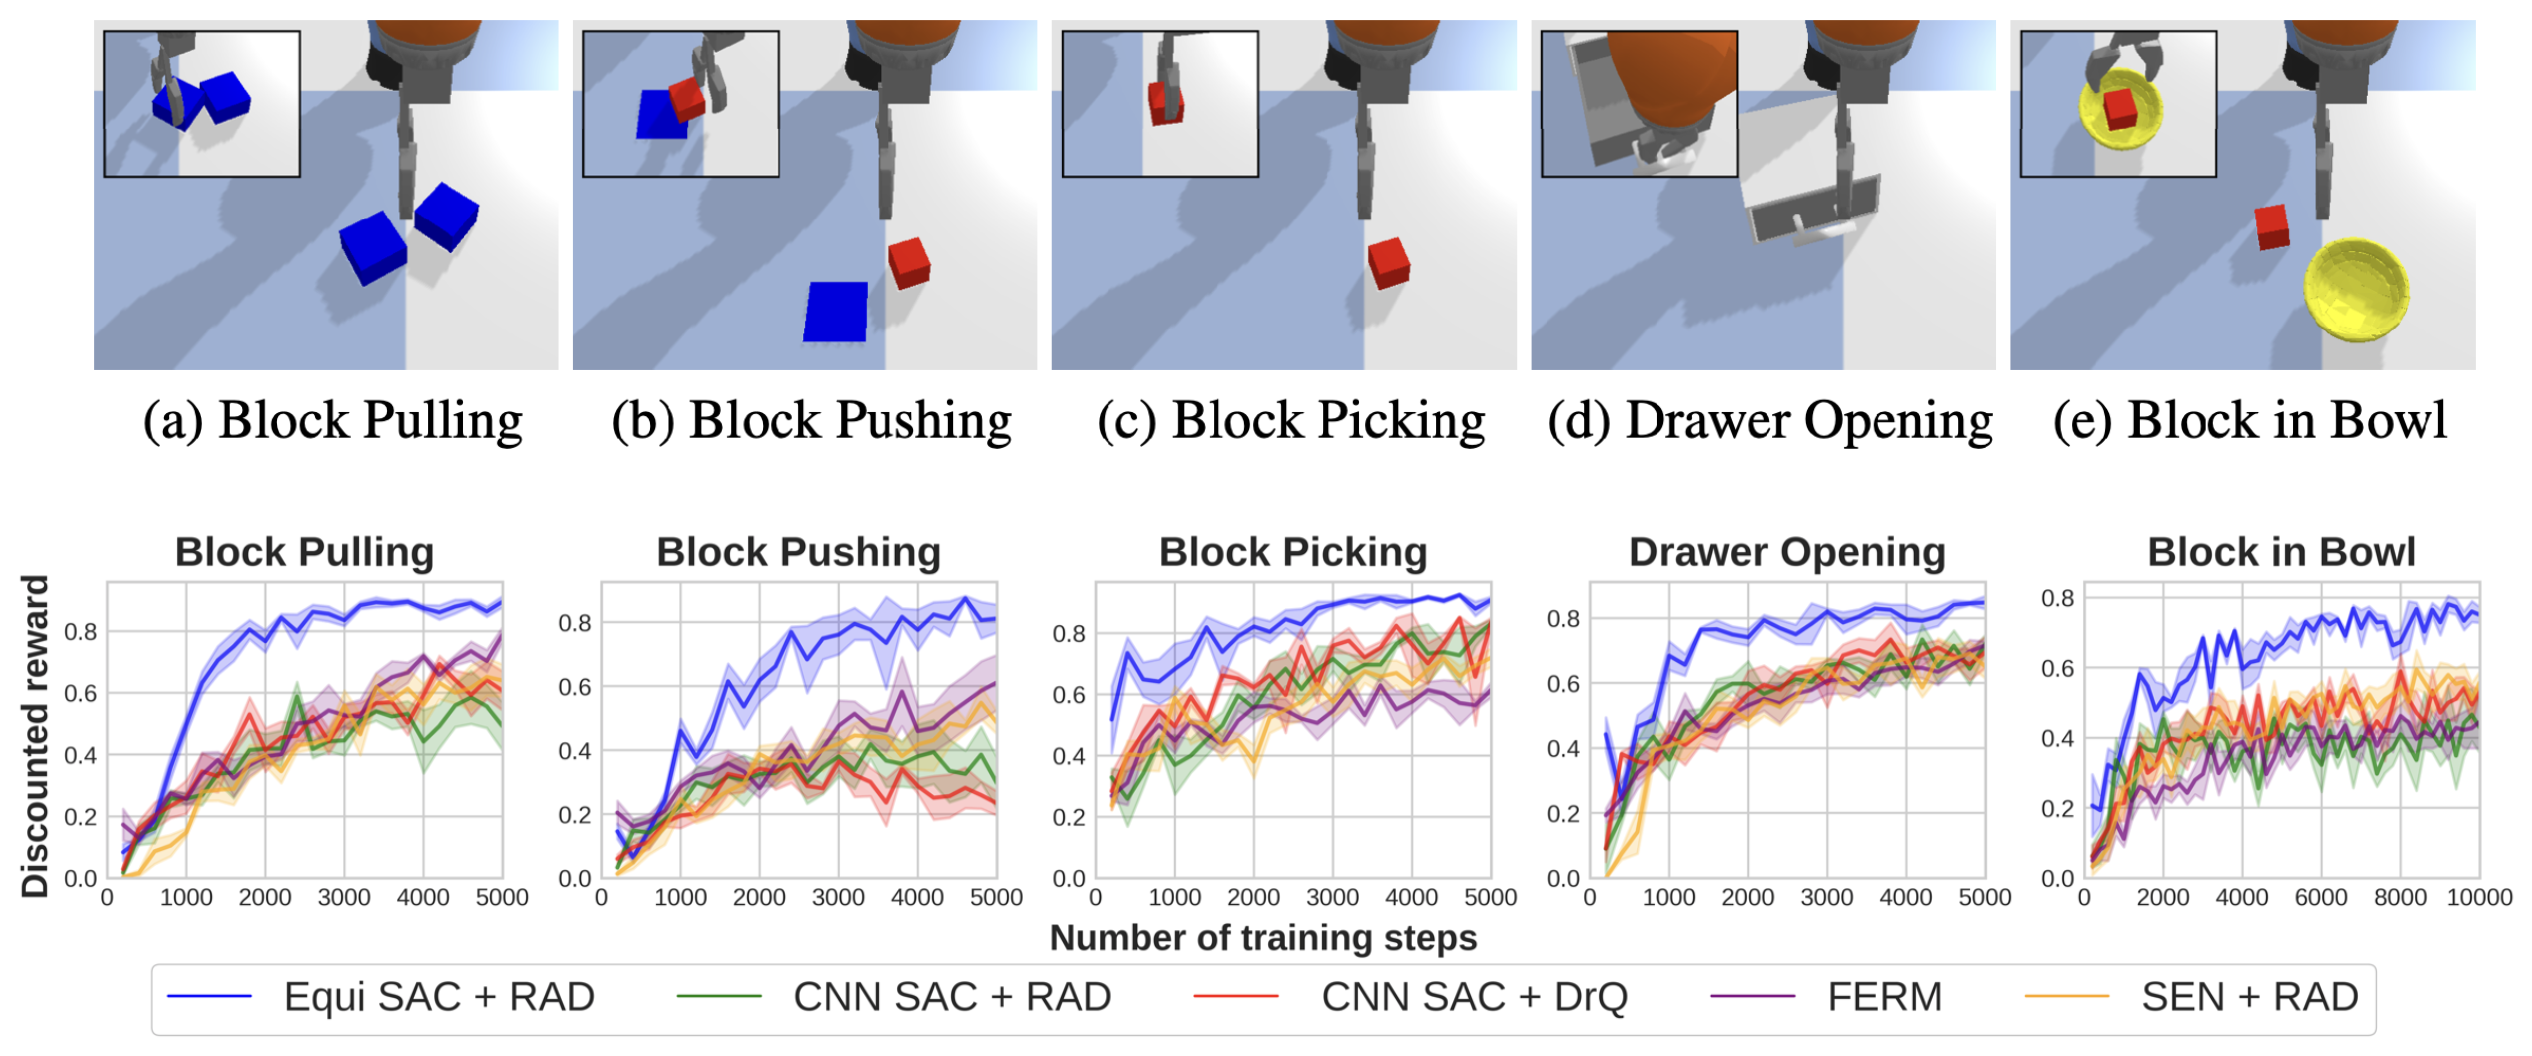 (a) Block Pulling
(b) Block Pushing
(c) Block Picking
(d) Drawer Opening
(e) Block in Bowl
Block Pulling
Block Pushing
Block Picking
Drawer Opening
Block in Bowl
Discounted reward
0.8
0.6
0.4
0.2
0.0
0 1000 2000 3000 4000 5000
0.8
0.6
0.4
0.2
0.0
0 1000 2000 3000 4000 5000
0.8
0.6
0.4
0.2
0.0
0 1000 2000 3000 4000 5000
0.8
0.6
0.4
0.2
0.0
0 1000 2000 3000 4000 5000
0.8
0.6
0.4
0.2
0.0
0 2000 4000 6000 8000 10000
Number of training steps
Equi SAC + RAD
CNN SAC + RAD
CNN SAC + DrQ
FERM
SEN + RAD